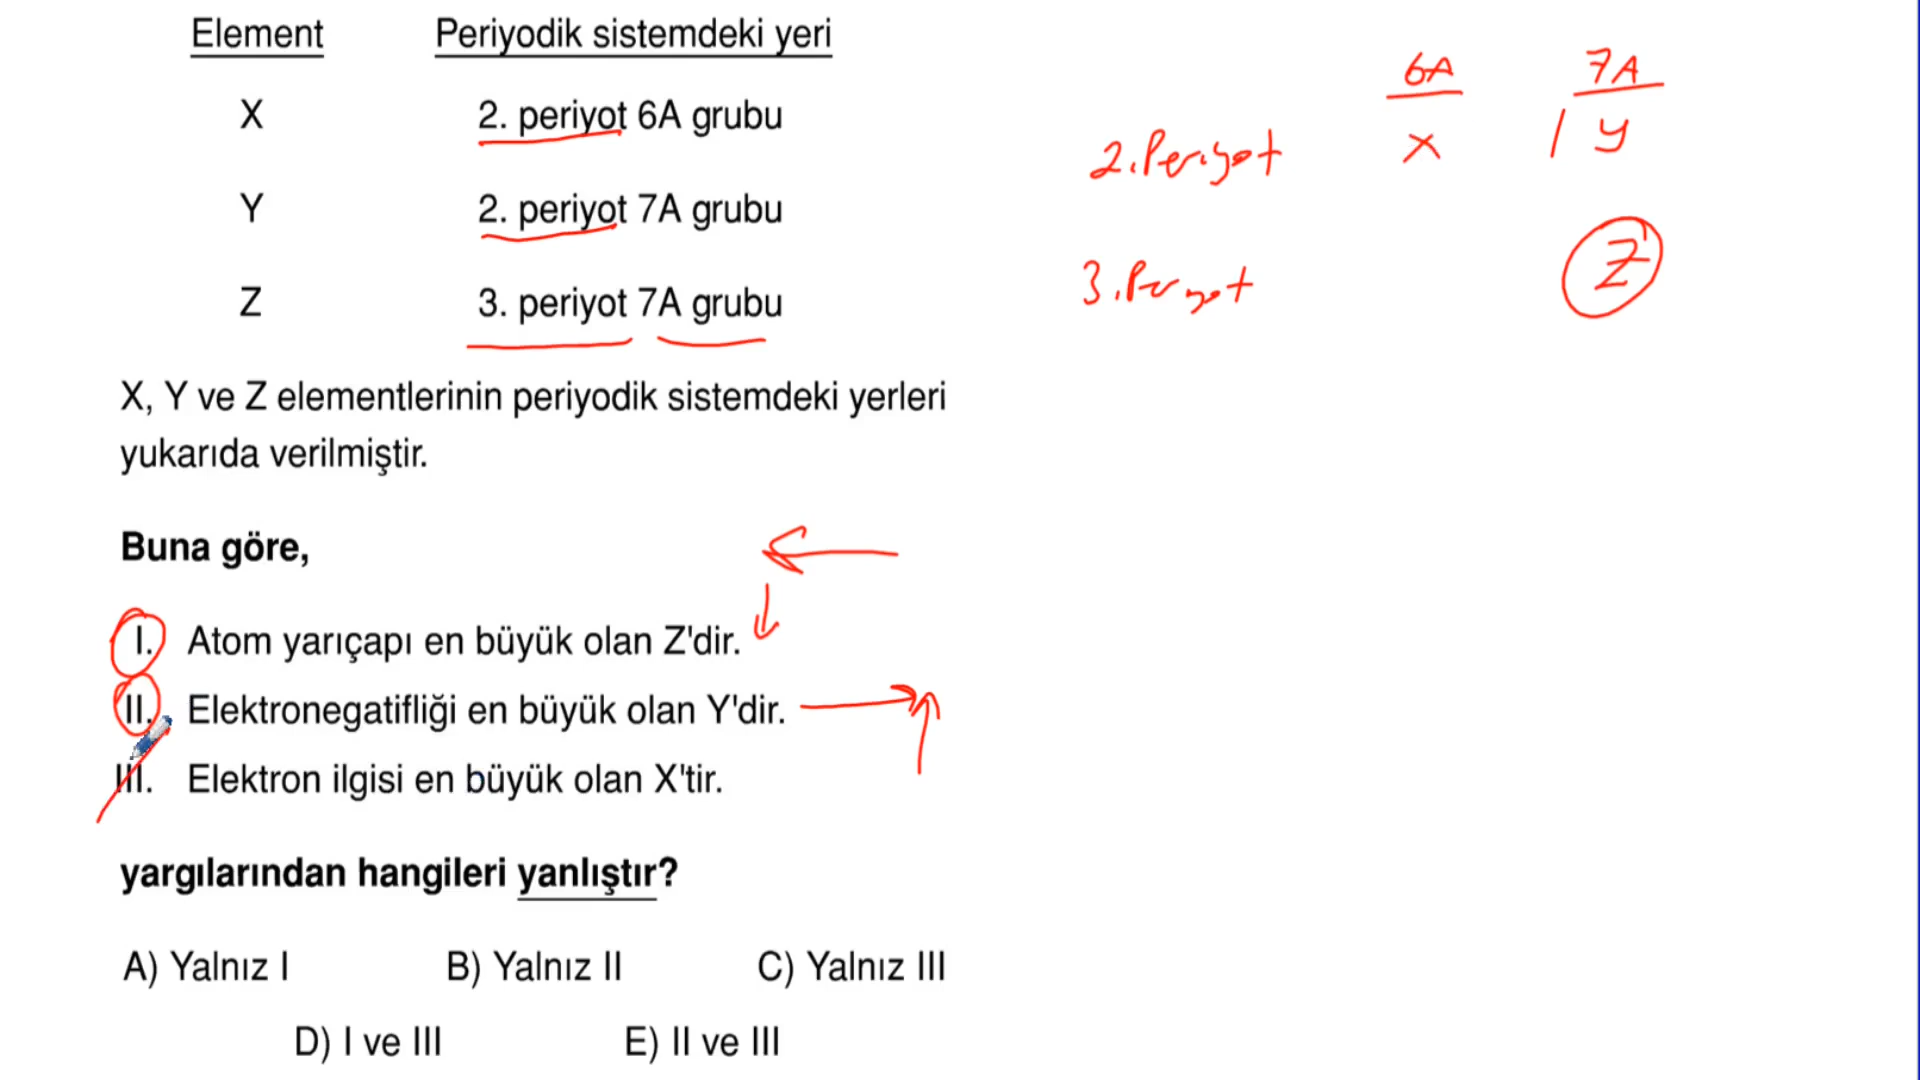 Element Periyodik sistemdeki yeri
X 2. periyot 6A grubu
Y 2. periyot 7A grubu
Z 3. periyot 7A grubu
6A 7A
2. Periyot X Y
3. Periyot Z
X, Y ve Z elementlerinin periyodik sistemdeki yerleri
yukarıda verilmiştir.
Buna göre,
I. Atom yarıçapı en büyük olan Z'dir.
II. Elektronegatifliği en büyük olan Y'dir.
III. Elektron ilgisi en büyük olan X'tir.
yargılarından hangileri yanlıştır?
A) Yalnız I B) Yalnız II C) Yalnız III
D) I ve III E) II ve III